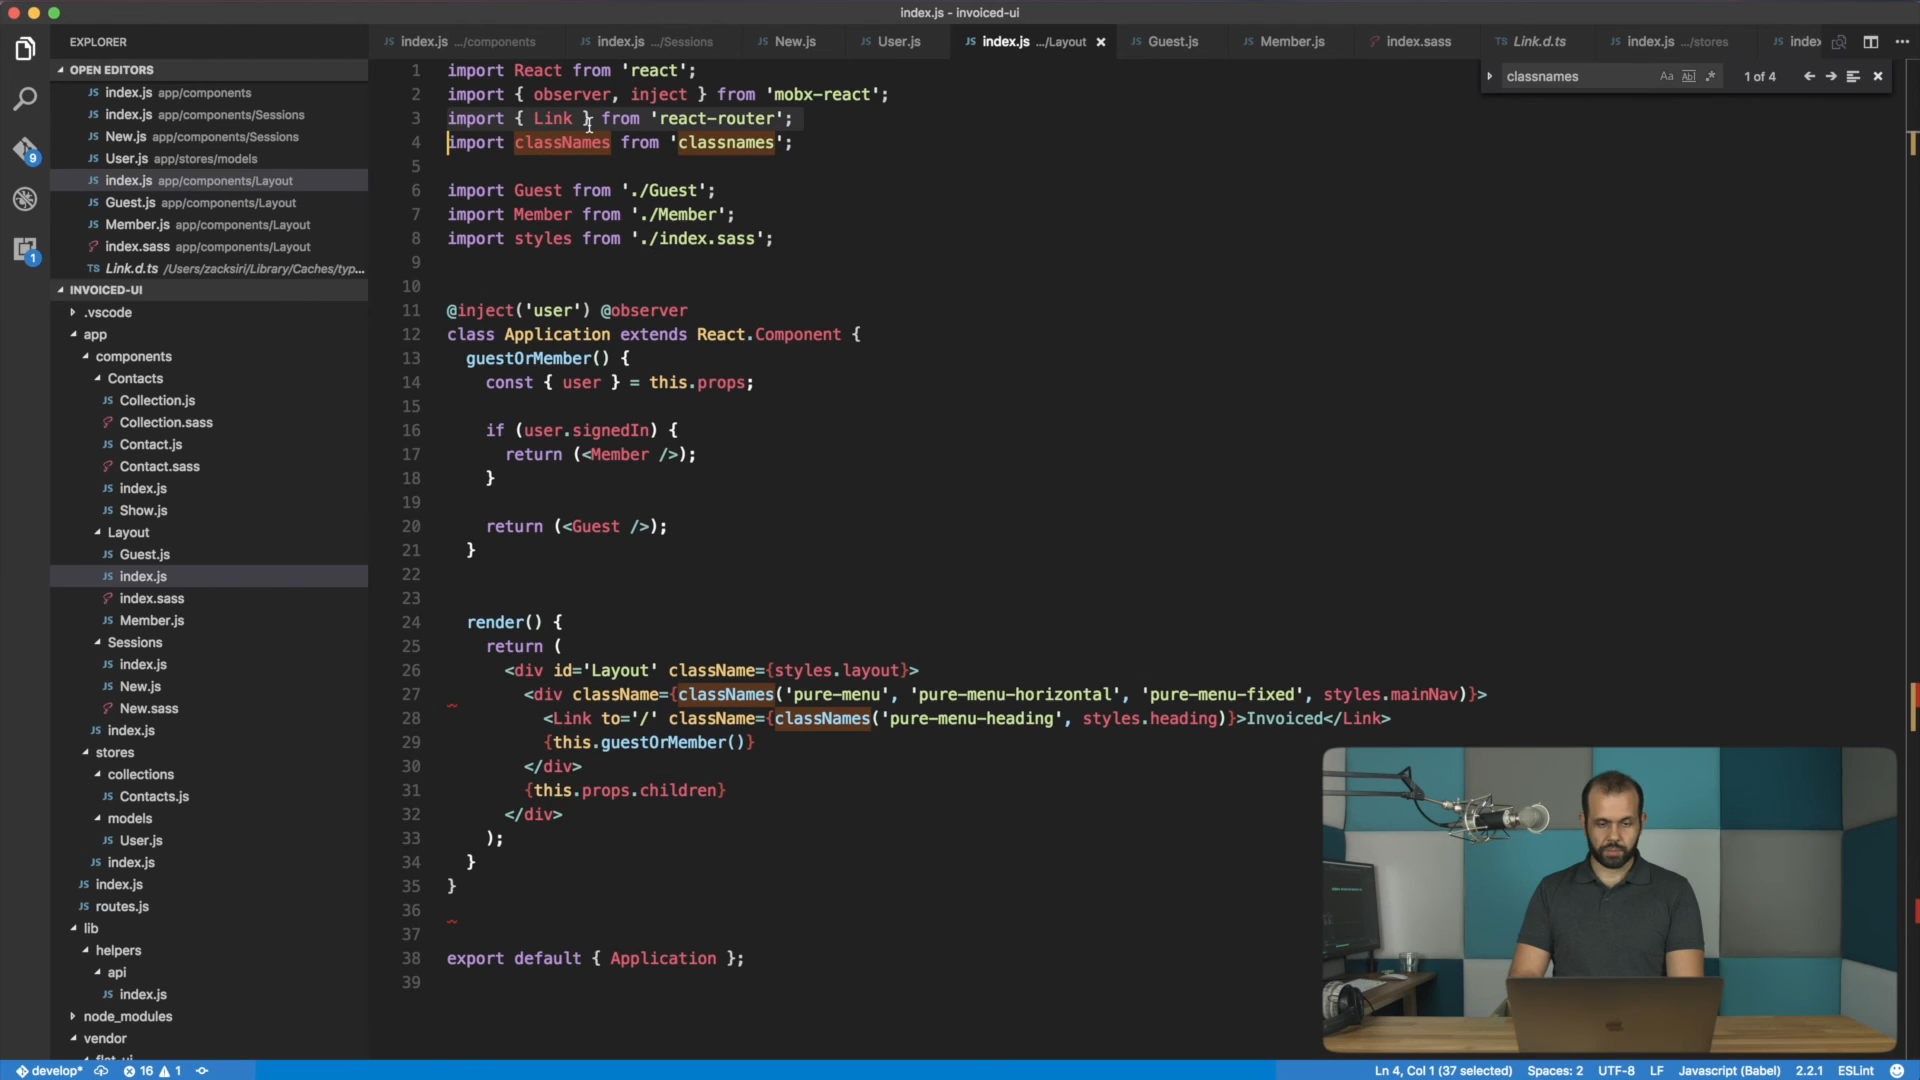 index.js - invoiced-ui
EXPLORER
OPEN EDITORS
JS index.js app/components
JS index.js app/components/Sessions
JS New.js app/components/Sessions
JS User.js app/stores/models
JS index.js app/components/Layout
JS Guest.js app/components/Layout
JS Member.js app/components/Layout
index.sass app/components/Layout
TS Link.d.ts /Users/zacksiri/Library/Caches/typ...
INVOICED-UI
.vscode
app
components
Contacts
JS Collection.js
Collection.sass
JS Contact.js
Contact.sass
JS index.js
JS Show.js
Layout
JS Guest.js
JS index.js
index.sass
JS Member.js
Sessions
JS index.js
JS New.js
New.sass
JS index.js
stores
collections
JS Contacts.js
models
JS User.js
JS index.js
JS index.js
JS routes.js
lib
helpers
api
JS index.js
node_modules
vendor
9
1
JS index.js .../components
JS index.js .../Sessions
JS New.js
JS User.js
JS index.js .../Layout
JS Guest.js
JS Member.js
index.sass
TS Link.d.ts
JS index.js .../stores
JS index
classnames Aa Abl .* 1 of 4
1 import React from 'react';
2 import { observer, inject } from 'mobx-react';
3 import { Link } from 'react-router';
4 import classNames from 'classnames';
5
6 import Guest from './Guest';
7 import Member from './Member';
8 import styles from './index.sass';
9
10
11 @inject('user') @observer
12 class Application extends React.Component {
13 guestOrMember() {
14 const { user } = this.props;
15
16 if (user.signedIn) {
17 return (<Member />);
18 }
19
20 return (<Guest />);
21 }
22
23
24 render() {
25 return (
26 <div id='Layout' className={styles.layout}>
27 <div className={classNames('pure-menu', 'pure-menu-horizontal', 'pure-menu-fixed', styles.mainNav)}>
28 <Link to='/' className={classNames('pure-menu-heading', styles.heading)}>Invoiced</Link>
29 {this.guestOrMember()}
30 </div>
31 {this.props.children}
32 </div>
33 );
34 }
35 }
36
37
38 export default { Application };
39
develop* 16 1
Ln 4, Col 1 (37 selected) Spaces: 2 UTF-8 LF Javascript (Babel) 2.2.1 ESLint